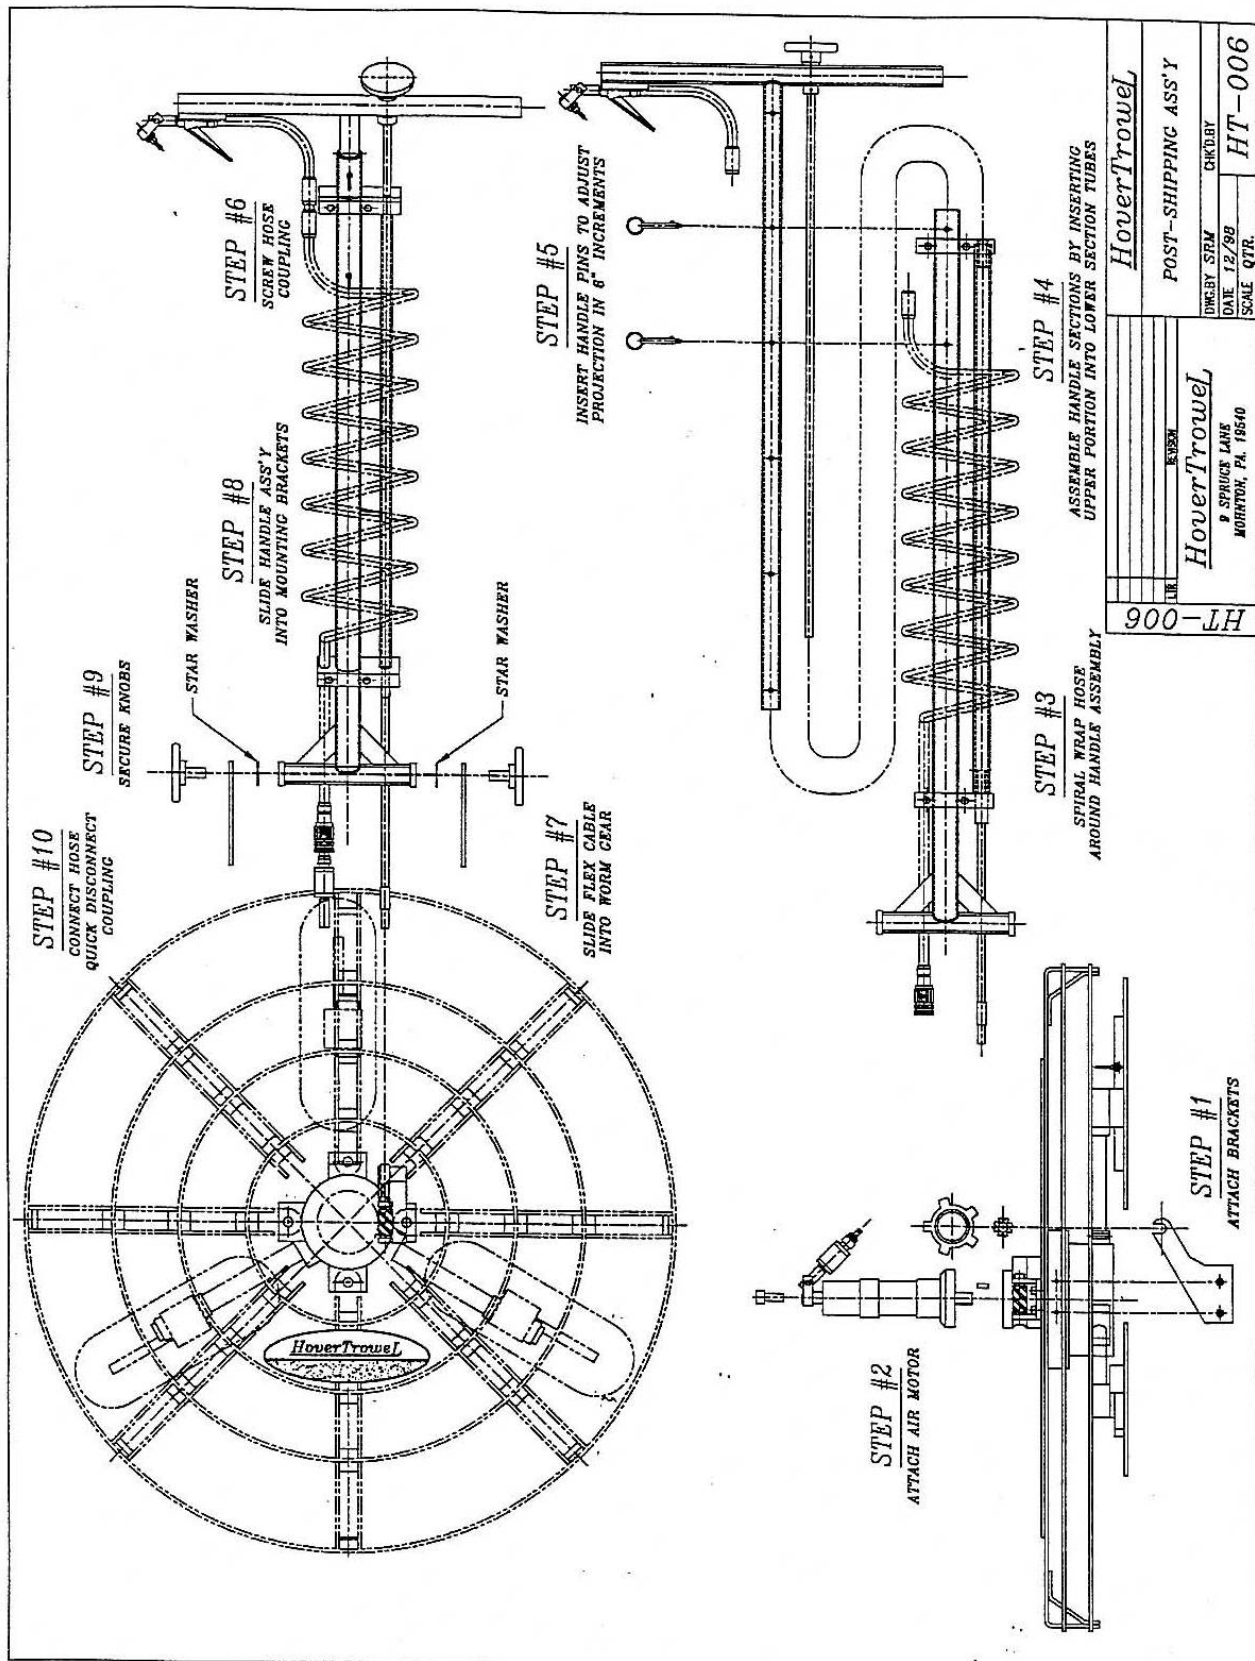 STEP #10
CONNECT HOSE
QUICK DISCONNECT
COUPLING
STEP #9
SECURE KNOBS
STAR WASHER
STEP #8
SLIDE HANDLE ASS'Y
INTO MOUNTING BRACKETS
STEP #6
SCREW HOSE
COUPLING
STAR WASHER
STEP #7
SLIDE FLEX CABLE
INTO WORM GEAR
HoverTroweL
STEP #5
INSERT HANDLE PINS TO ADJUST
PROJECTION IN 6" INCREMENTS
STEP #2
ATTACH AIR MOTOR
STEP #1
ATTACH BRACKETS
STEP #3
SPIRAL WRAP HOSE
AROUND HANDLE ASSEMBLY
STEP #4
ASSEMBLE HANDLE SECTIONS BY INSERTING
UPPER PORTION INTO LOWER SECTION TUBES
HT-006
LTR
REVISION
HoverTroweL
9 SPRUCE LANE
MOHNTON, PA. 19540
HoverTroweL
POST-SHIPPING ASS'Y
DWG.BY SRM CHK'D.BY
DATE 12/98
SCALE QTR.
HT-006